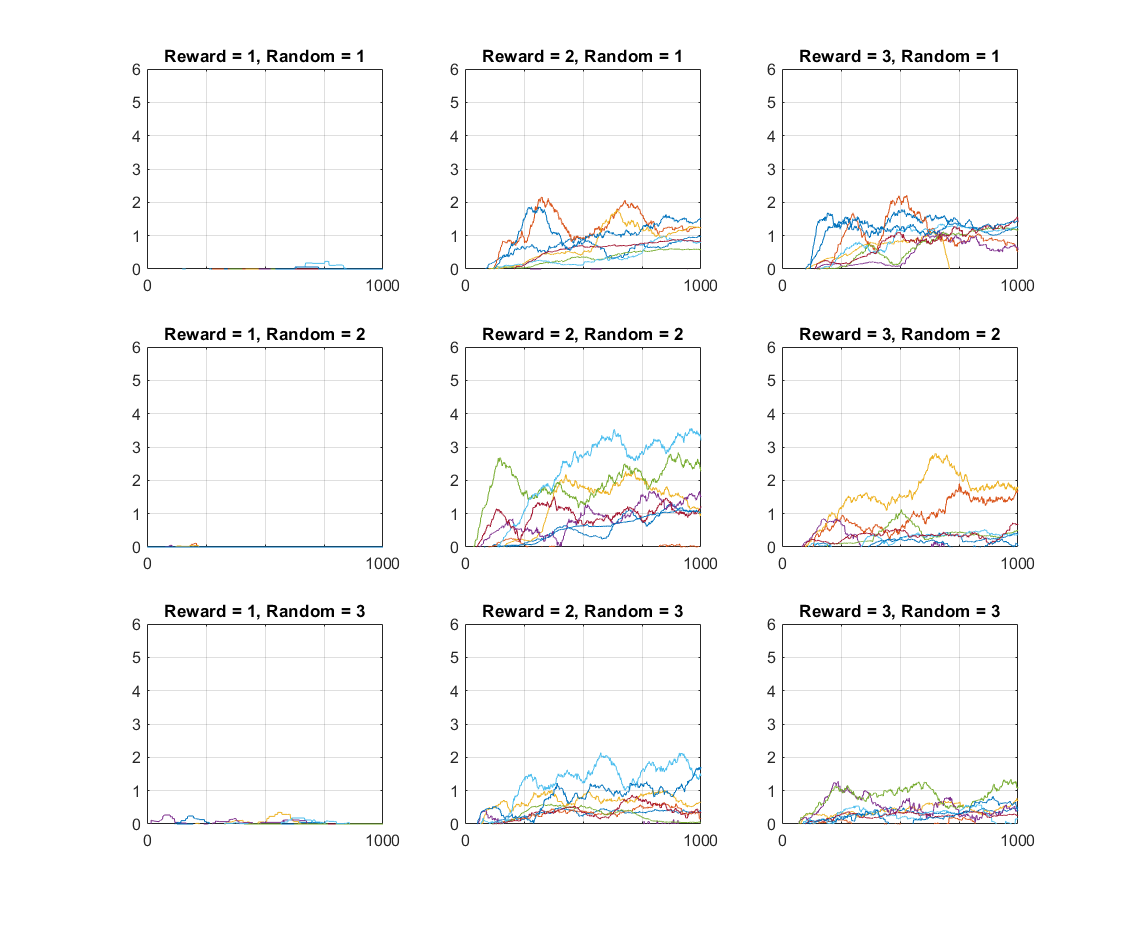 Reward = 1, Random = 1 Reward = 2, Random = 1 Reward = 3, Random = 1
6 6 6
5 5 5
4 4 4
3 3 3
2 2 2
1 1 1
0 0 0
0 1000 0 1000 0 1000
Reward = 1, Random = 2 Reward = 2, Random = 2 Reward = 3, Random = 2
6 6 6
5 5 5
4 4 4
3 3 3
2 2 2
1 1 1
0 0 0
0 1000 0 1000 0 1000
Reward = 1, Random = 3 Reward = 2, Random = 3 Reward = 3, Random = 3
6 6 6
5 5 5
4 4 4
3 3 3
2 2 2
1 1 1
0 0 0
0 1000 0 1000 0 1000